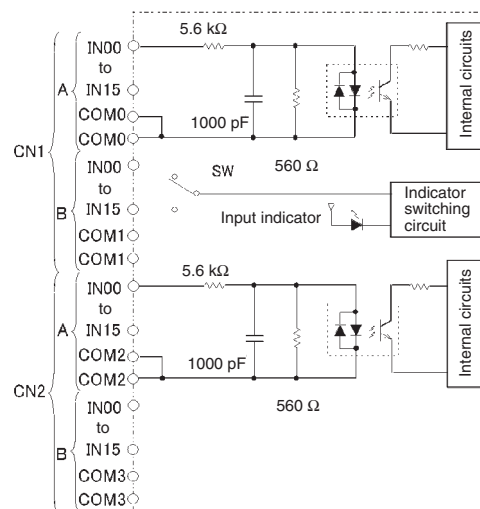 CN1
A
IN00
to
IN15
COM0
COM0
B
IN00
to
IN15
COM1
COM1
5.6 kΩ
1000 pF
560 Ω
Internal circuits
SW
Input indicator
Indicator
switching
circuit
CN2
A
IN00
to
IN15
COM2
COM2
B
IN00
to
IN15
COM3
COM3
5.6 kΩ
1000 pF
560 Ω
Internal circuits